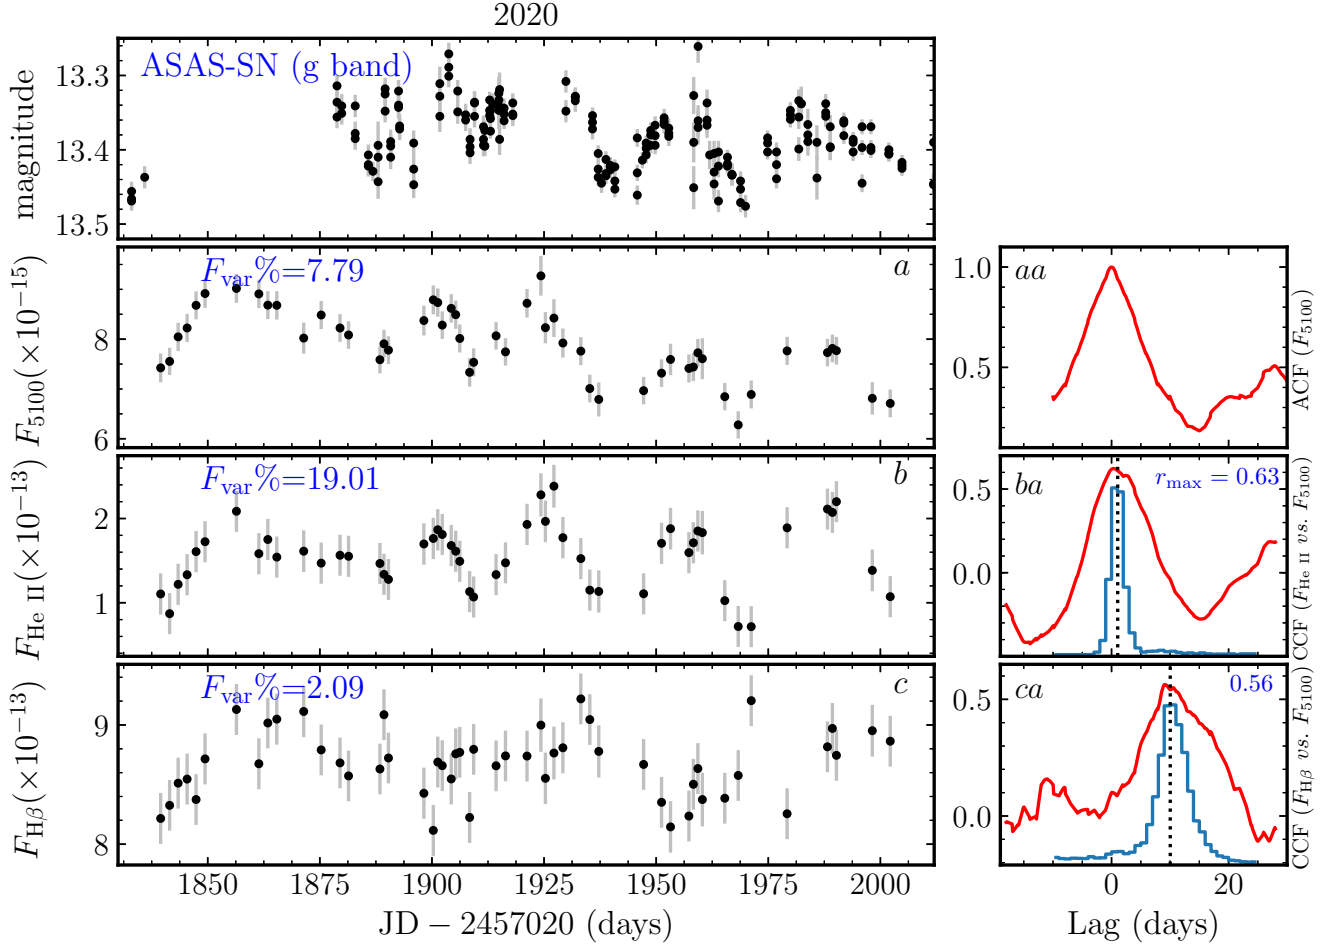 2020
ASAS-SN (g band)
magnitude
13.3
13.4
13.5
F_var%=7.79
a
F_5100(×10^−15)
8
6
aa
1.0
0.5
ACF (F_5100)
F_var%=19.01
b
F_He II(×10^−13)
2
1
ba
r_max = 0.63
0.5
0.0
CCF (F_He II vs. F_5100)
F_var%=2.09
c
F_Hβ(×10^−13)
9
8
ca
0.56
0.5
0.0
CCF (F_Hβ vs. F_5100)
1850 1875 1900 1925 1950 1975 2000
JD − 2457020 (days)
0 20
Lag (days)